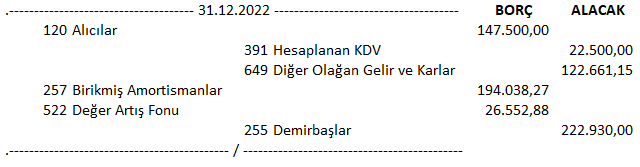 .------------------------------------ 31.12.2022 ------------------------------------ BORÇ ALACAK
120 Alıcılar 147.500,00
391 Hesaplanan KDV 22.500,00
649 Diğer Olağan Gelir ve Karlar 122.661,15
257 Birikmiş Amortismanlar 194.038,27
522 Değer Artış Fonu 26.552,88
255 Demirbaşlar 222.930,00
.------------------------------------------- / -------------------------------------------